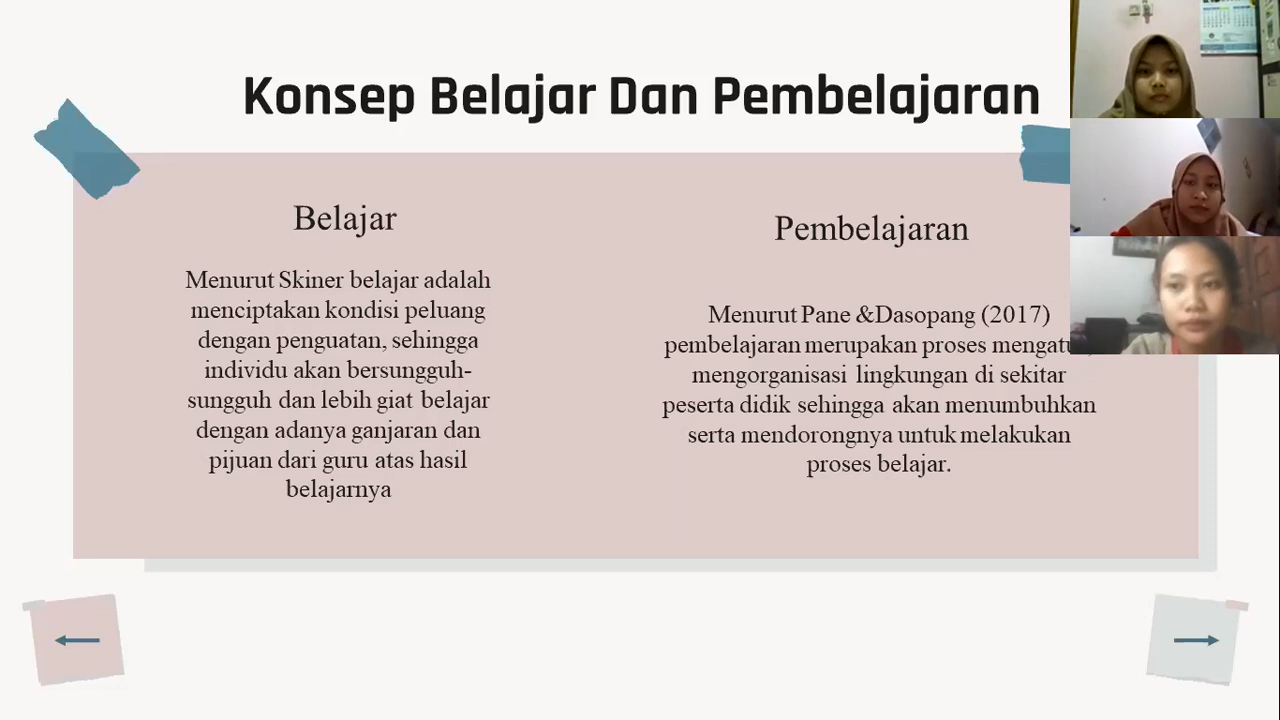 Konsep Belajar Dan Pembelajaran
Belajar
Menurut Skiner belajar adalah
menciptakan kondisi peluang
dengan penguatan, sehingga
individu akan bersungguh-
sungguh dan lebih giat belajar
dengan adanya ganjaran dan
pijuan dari guru atas hasil
belajarnya
Pembelajaran
Menurut Pane &Dasopang (2017)
pembelajaran merupakan proses
mengorganisasi lingkungan di sekitar
peserta didik sehingga akan menumbuhkan
serta mendorongnya untuk melakukan
proses belajar.